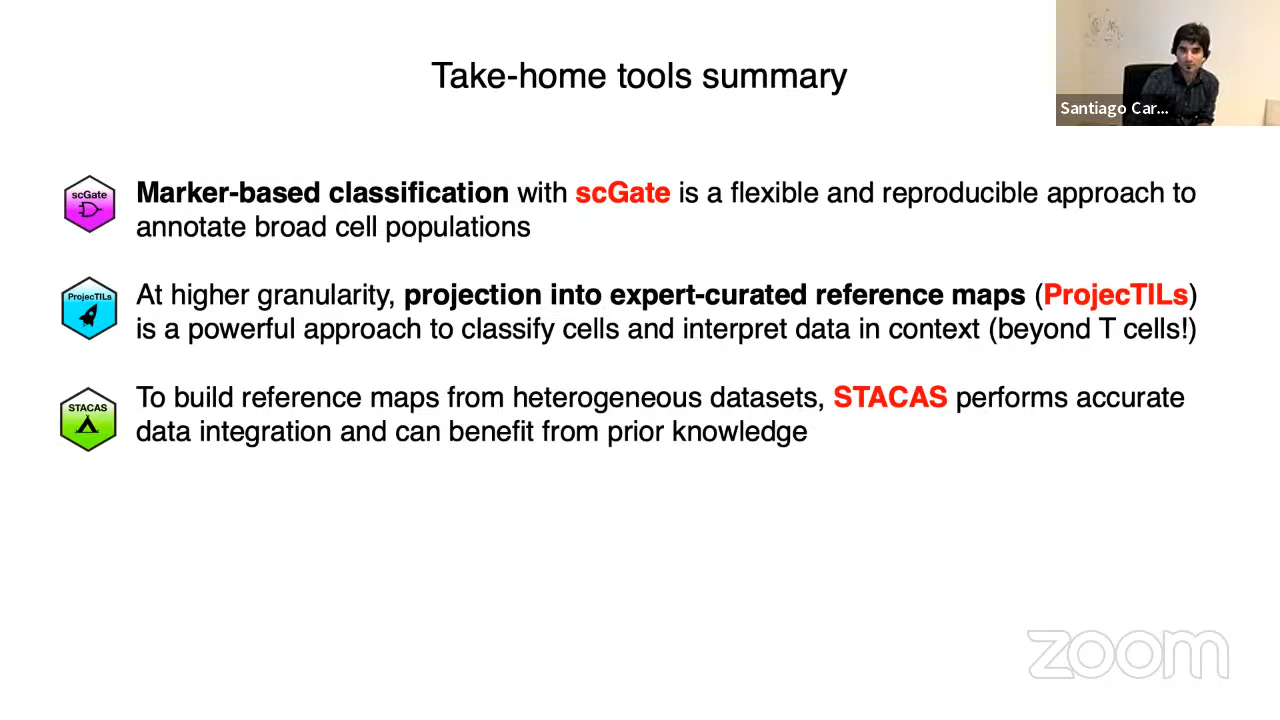 Take-home tools summary
Santiago Car...
scGate
Marker-based classification with scGate is a flexible and reproducible approach to
annotate broad cell populations
ProjecTILs
At higher granularity, projection into expert-curated reference maps (ProjecTILs)
is a powerful approach to classify cells and interpret data in context (beyond T cells!)
STACAS
To build reference maps from heterogeneous datasets, STACAS performs accurate
data integration and can benefit from prior knowledge
zoom